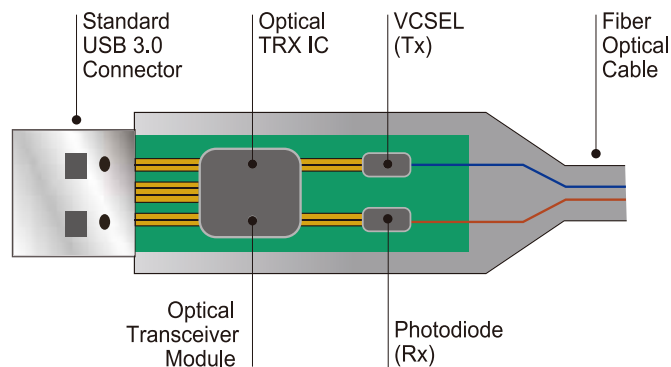 Standard
USB 3.0
Connector
Optical
TRX IC
VCSEL
(Tx)
Fiber
Optical
Cable
Optical
Transceiver
Module
Photodiode
(Rx)